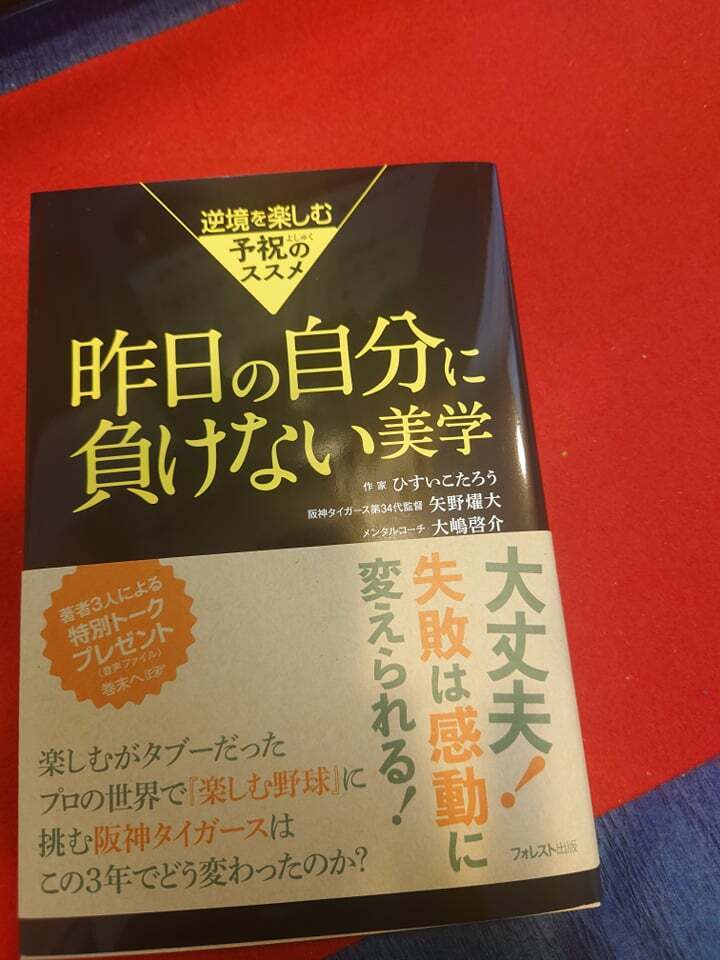 逆境を楽しむ
よしゅく
予祝の
ススメ
昨日の自分に
負けない美学
作家 ひすいこたろう
阪神タイガース第34代監督 矢野燿大
メンタルコーチ 大嶋啓介
大丈夫!
失敗は感動に
変えられる!
著者3人による
特別トーク
プレゼント
(音声ファイル)
巻末へ☞
楽しむがタブーだった
プロの世界で『楽しむ野球』に
挑む阪神タイガースは
この3年でどう変わったのか?
フォレスト出版